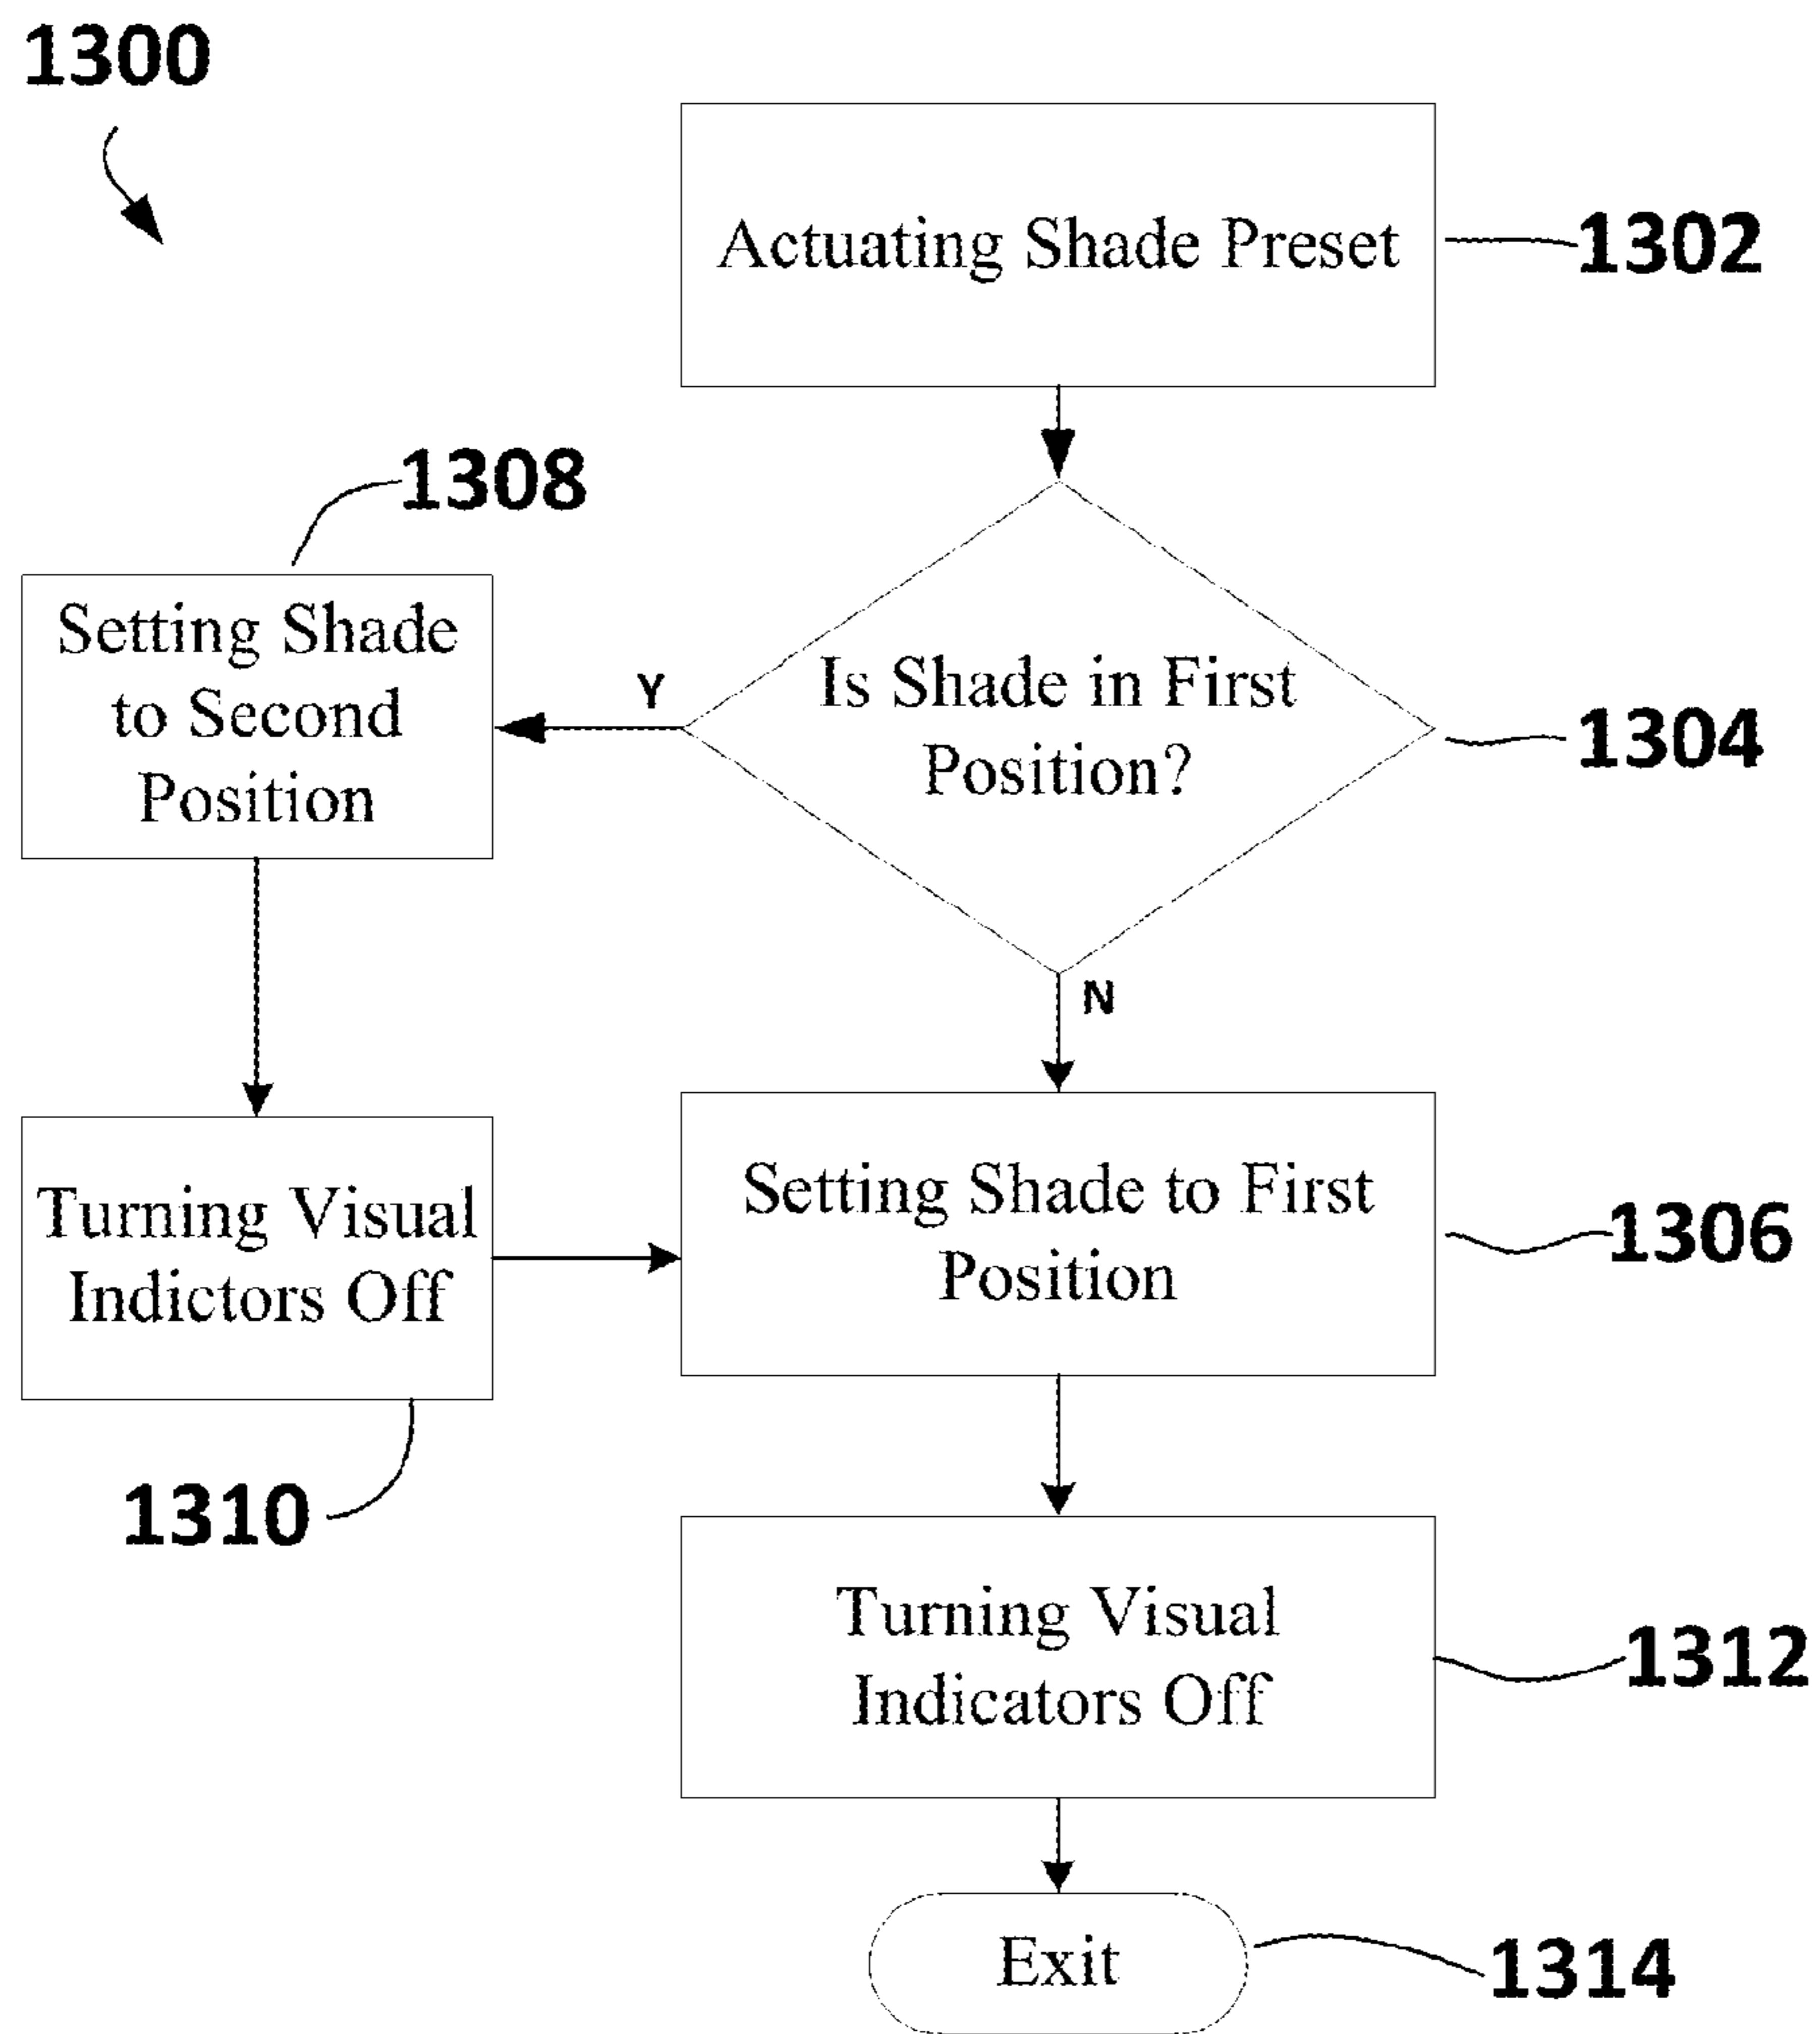 1300
Actuating Shade Preset
1302
1308
Setting Shade
to Second
Position
Y
Is Shade in First
Position?
1304
N
Turning Visual
Indictors Off
1310
Setting Shade to First
Position
1306
Turning Visual
Indicators Off
1312
Exit
1314